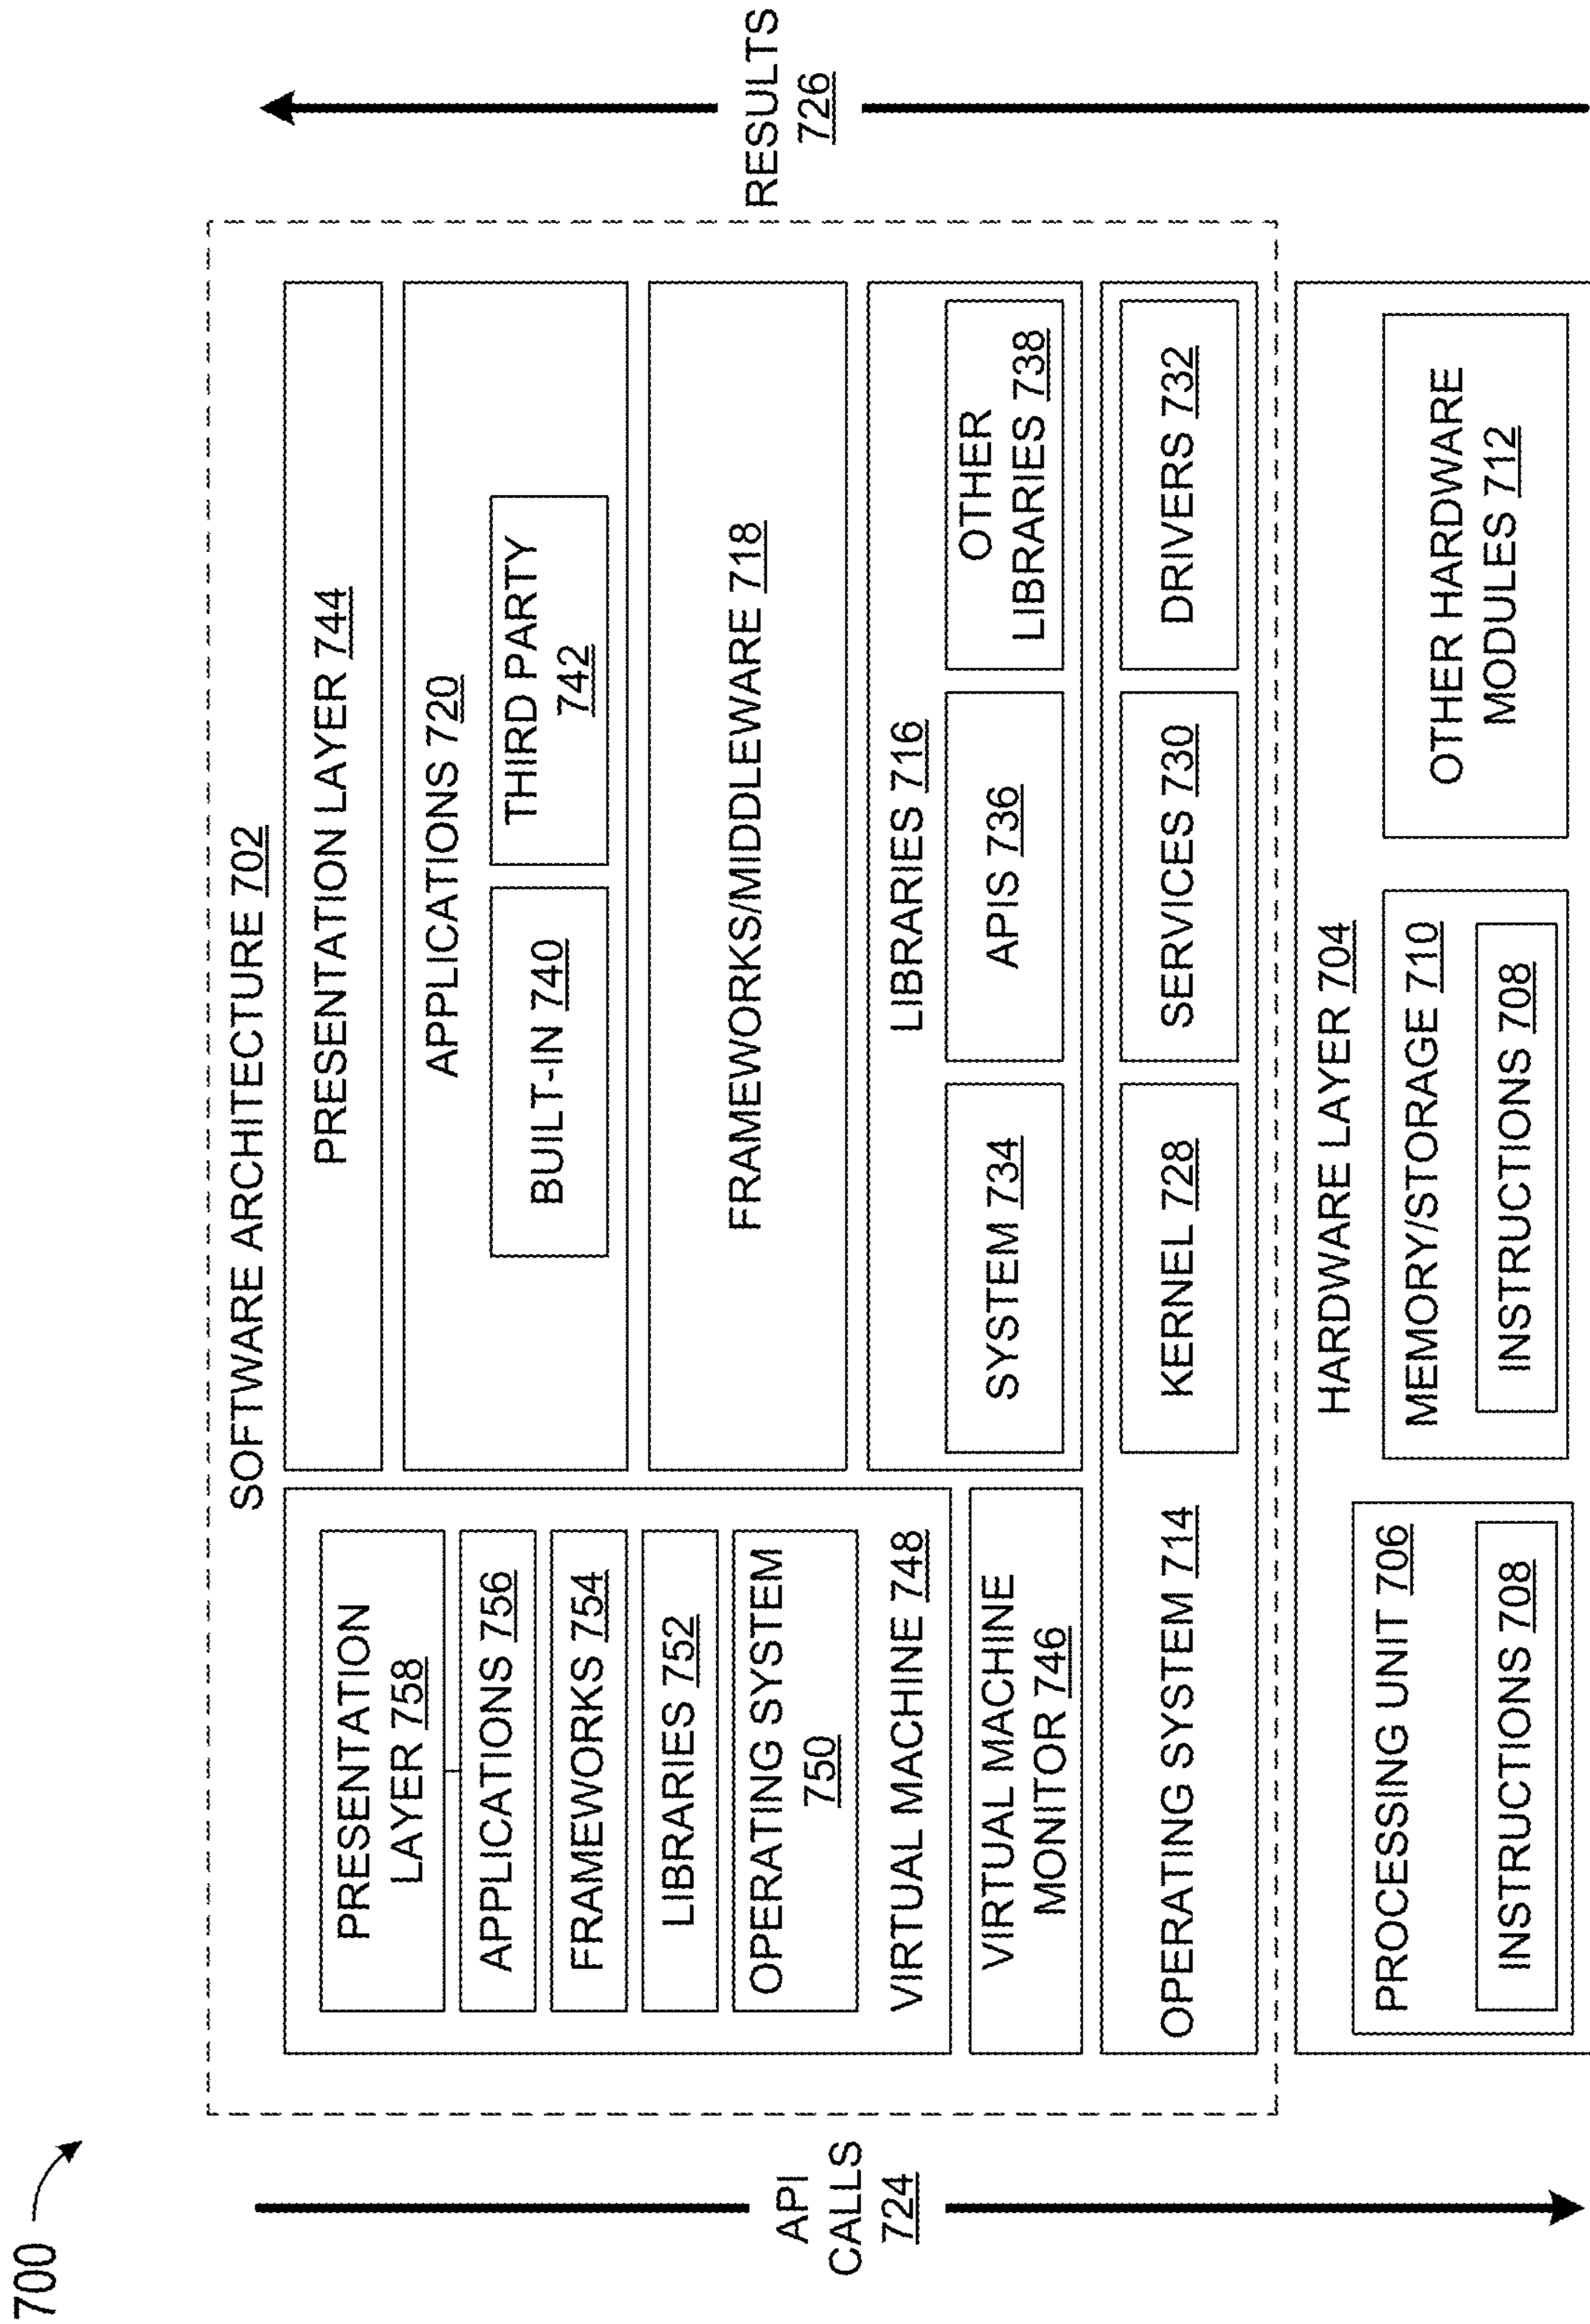 700
SOFTWARE ARCHITECTURE 702
PRESENTATION
LAYER 758
APPLICATIONS 756
FRAMEWORKS 754
LIBRARIES 752
OPERATING SYSTEM
750
VIRTUAL MACHINE 748
VIRTUAL MACHINE
MONITOR 746
PRESENTATION LAYER 744
APPLICATIONS 720
BUILT-IN 740
THIRD PARTY
742
FRAMEWORKS/MIDDLEWARE 718
LIBRARIES 716
SYSTEM 734
APIS 736
OTHER
LIBRARIES 738
OPERATING SYSTEM 714
KERNEL 728
SERVICES 730
DRIVERS 732
API
CALLS
724
RESULTS
726
HARDWARE LAYER 704
PROCESSING UNIT 706
INSTRUCTIONS 708
MEMORY/STORAGE 710
INSTRUCTIONS 708
OTHER HARDWARE
MODULES 712